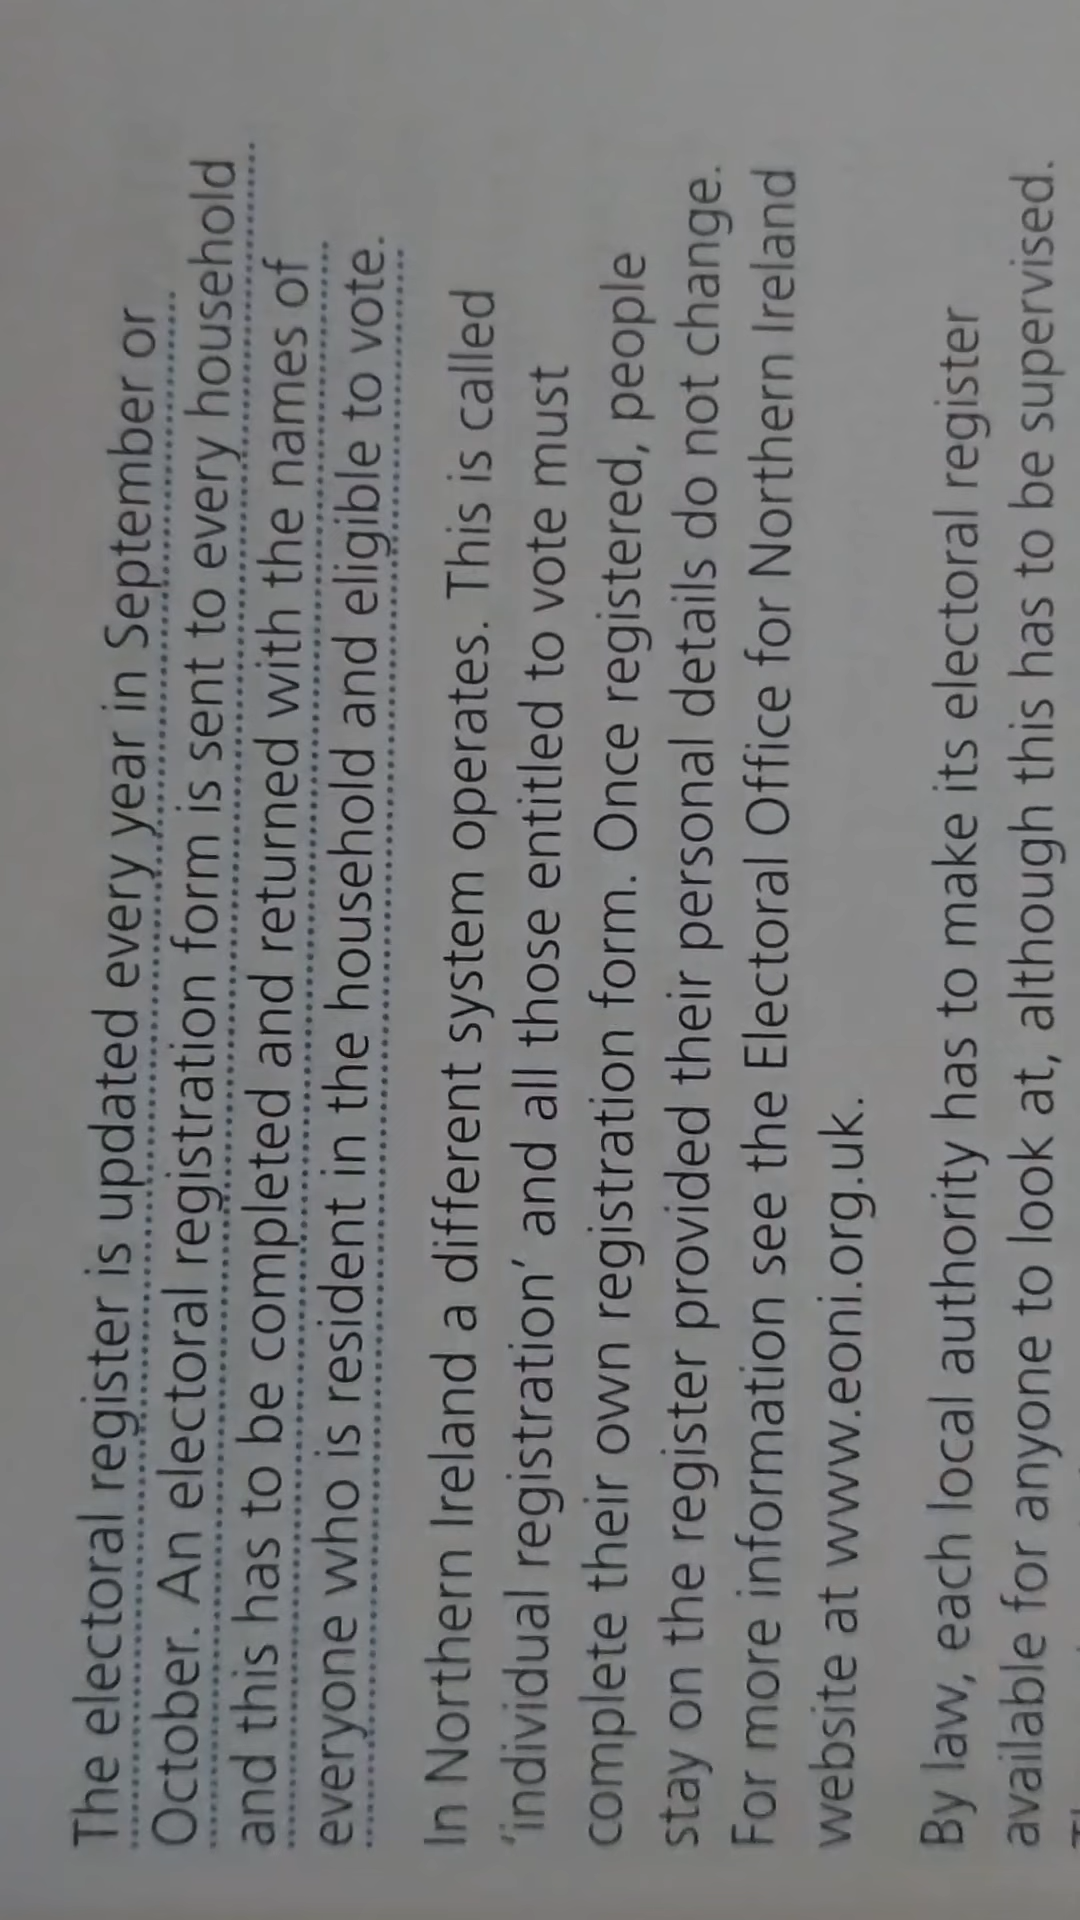 The electoral register is updated every year in September or
October. An electoral registration form is sent to every household
and this has to be completed and returned with the names of
everyone who is resident in the household and eligible to vote.
In Northern Ireland a different system operates. This is called
‘individual registration’ and all those entitled to vote must
complete their own registration form. Once registered, people
stay on the register provided their personal details do not change.
For more information see the Electoral Office for Northern Ireland
website at www.eoni.org.uk.
By law, each local authority has to make its electoral register
available for anyone to look at, although this has to be supervised.